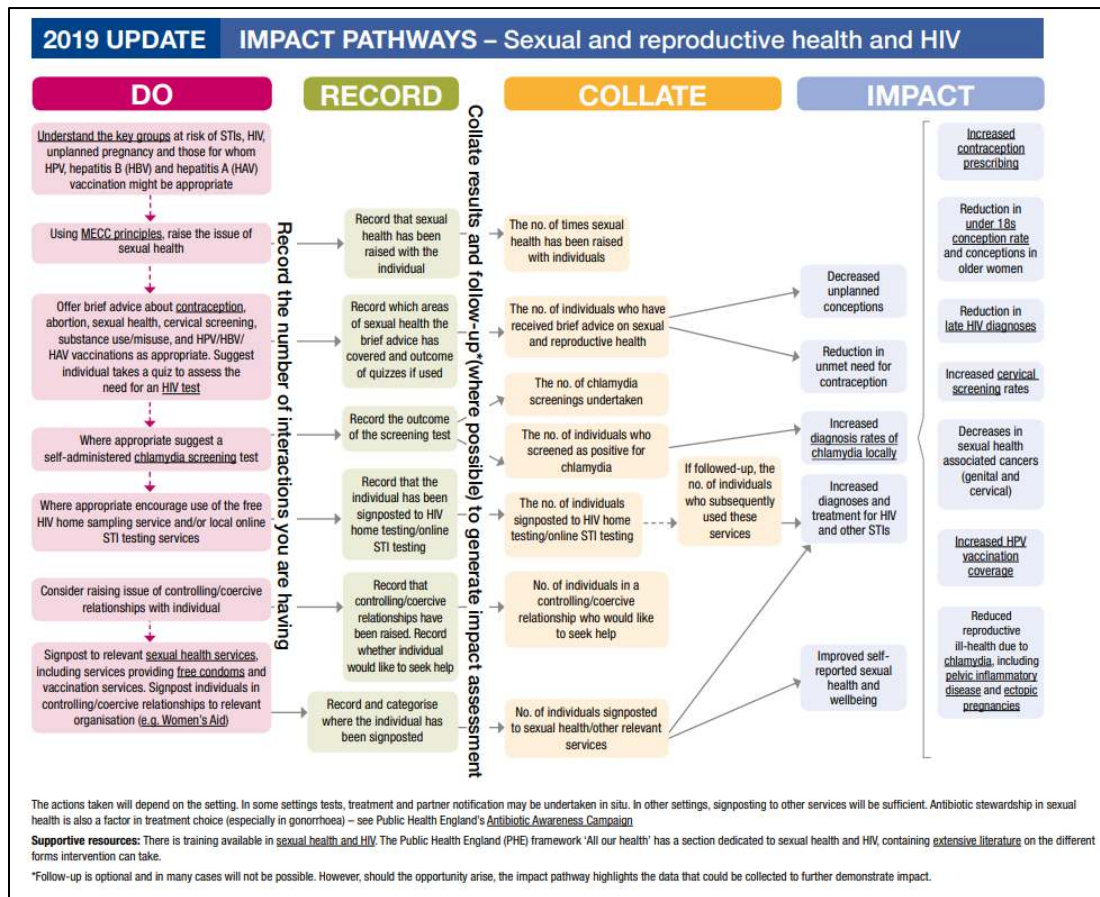 2019 UPDATE IMPACT PATHWAYS – Sexual and reproductive health and HIV
DO
Understand the key groups at risk of STIs, HIV,
unplanned pregnancy and those for whom
HPV, hepatitis B (HBV) and hepatitis A (HAV)
vaccination might be appropriate
Using MECC principles, raise the issue of
sexual health
Offer brief advice about contraception,
abortion, sexual health, cervical screening,
substance use/misuse, and HPV/HBV/
HAV vaccinations as appropriate. Suggest
individual takes a quiz to assess the
need for an HIV test
Where appropriate suggest a
self-administered chlamydia screening test
Where appropriate encourage use of the free
HIV home sampling service and/or local online
STI testing services
Consider raising issue of controlling/coercive
relationships with individual
Signpost to relevant sexual health services,
including services providing free condoms and
vaccination services. Signpost individuals in
controlling/coercive relationships to relevant
organisation (e.g. Women's Aid)
Record the number of interactions you are having
RECORD
Record that sexual
health has been
raised with the
individual
Record which areas
of sexual health the
brief advice has
covered and outcome
of quizzes if used
Record the outcome
of the screening test
Record that the
individual has been
signposted to HIV
home testing/online
STI testing
Record that
controlling/coercive
relationships have
been raised. Record
whether individual
would like to seek help
Record and categorise
where the individual has
been signposted
Collate results and follow-up*(where possible) to generate impact assessment
COLLATE
The no. of times sexual
health has been raised
with individuals
The no. of individuals who have
received brief advice on sexual
and reproductive health
The no. of chlamydia
screenings undertaken
The no. of individuals who
screened as positive for
chlamydia
The no. of individuals
signposted to HIV home
testing/online STI testing
If followed-up, the
no. of individuals
who subsequently
used these
services
No. of individuals in a
controlling/coercive
relationship who would like
to seek help
No. of individuals signposted
to sexual health/other relevant
services
IMPACT
Decreased
unplanned
conceptions
Reduction in
unmet need for
contraception
Increased
diagnosis rates of
chlamydia locally
Increased
diagnoses and
treatment for HIV
and other STIs
Improved self-
reported sexual
health and
wellbeing
Increased
contraception
prescribing
Reduction in
under 18s
conception rate
and conceptions in
older women
Reduction in
late HIV diagnoses
Increased cervical
screening rates
Decreases in
sexual health
associated cancers
(genital and
cervical)
Increased HPV
vaccination
coverage
Reduced
reproductive
ill-health due to
chlamydia, including
pelvic inflammatory
disease and ectopic
pregnancies
The actions taken will depend on the setting. In some settings tests, treatment and partner notification may be undertaken in situ. In other settings, signposting to other services will be sufficient. Antibiotic stewardship in sexual
health is also a factor in treatment choice (especially in gonorrhoea) – see Public Health England's Antibiotic Awareness Campaign
Supportive resources: There is training available in sexual health and HIV. The Public Health England (PHE) framework 'All our health' has a section dedicated to sexual health and HIV, containing extensive literature on the different
forms intervention can take.
*Follow-up is optional and in many cases will not be possible. However, should the opportunity arise, the impact pathway highlights the data that could be collected to further demonstrate impact.